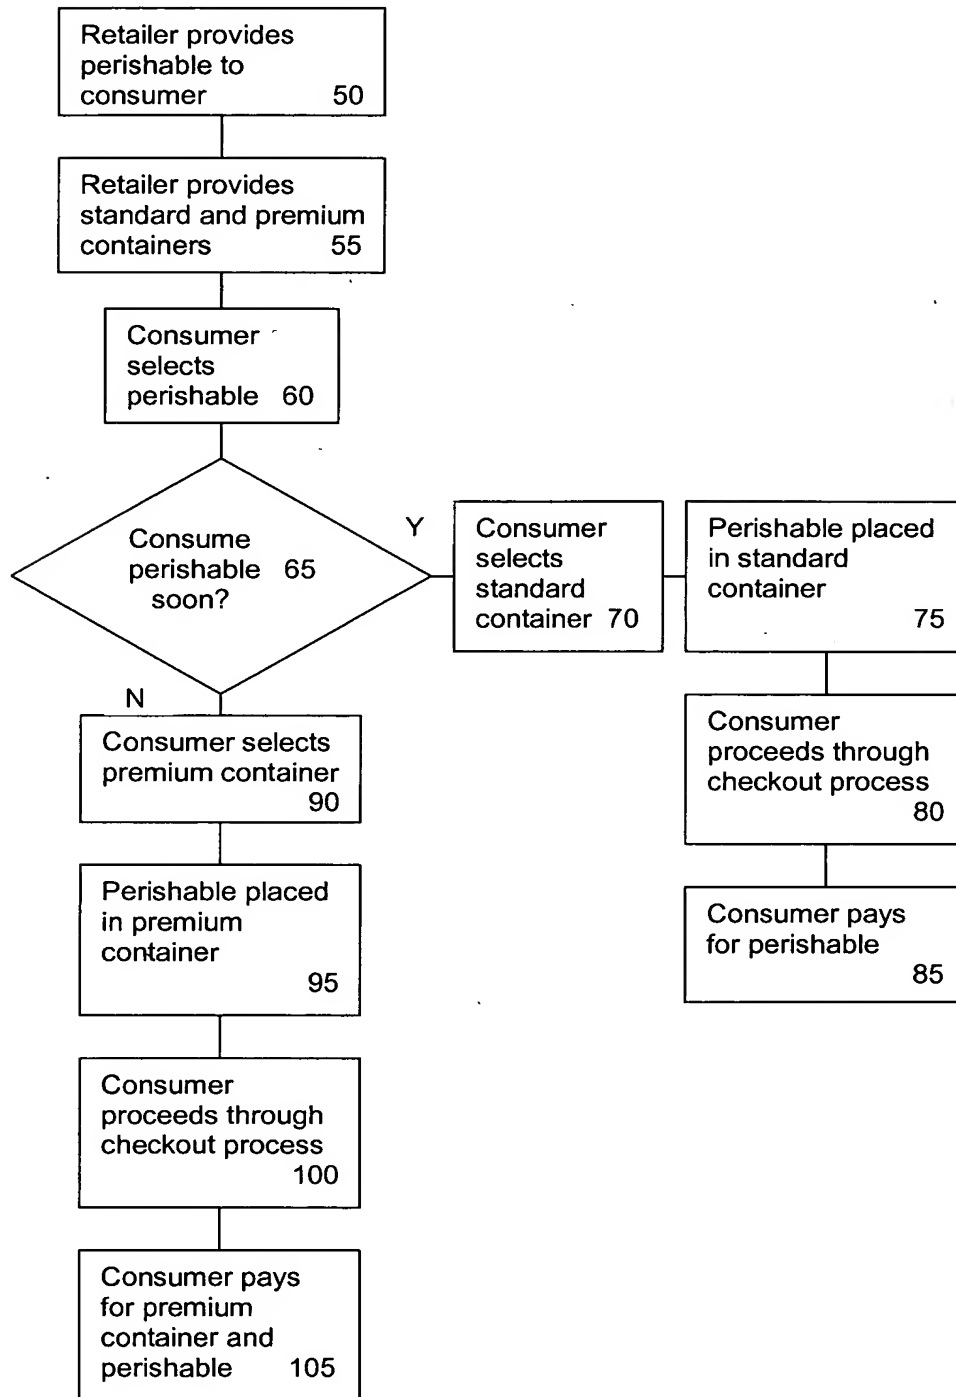 Retailer provides
perishable to
consumer 50
Retailer provides
standard and premium
containers 55
Consumer
selects
perishable 60
Consume
perishable 65
soon?
Y
Consumer
selects
standard
container 70
Perishable placed
in standard
container
75
Consumer
proceeds through
checkout process
80
Consumer pays
for perishable
85
N
Consumer selects
premium container
90
Perishable placed
in premium
container
95
Consumer
proceeds through
checkout process
100
Consumer pays
for premium
container and
perishable 105